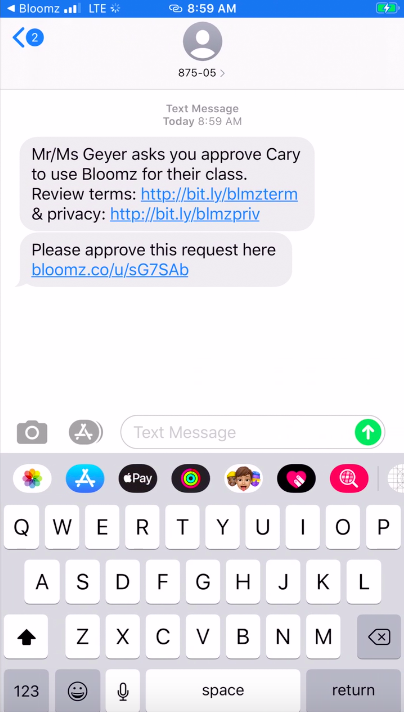 Bloomz LTE 8:59 AM
2
875-05
Text Message
Today 8:59 AM
Mr/Ms Geyer asks you approve Cary
to use Bloomz for their class.
Review terms: http://bit.ly/blmzterm
& privacy: http://bit.ly/blmzpriv
Please approve this request here
bloomz.co/u/sG7SAb
Text Message
Pay
Q W E R T Y U I O P
A S D F G H J K L
Z X C V B N M
123 space return